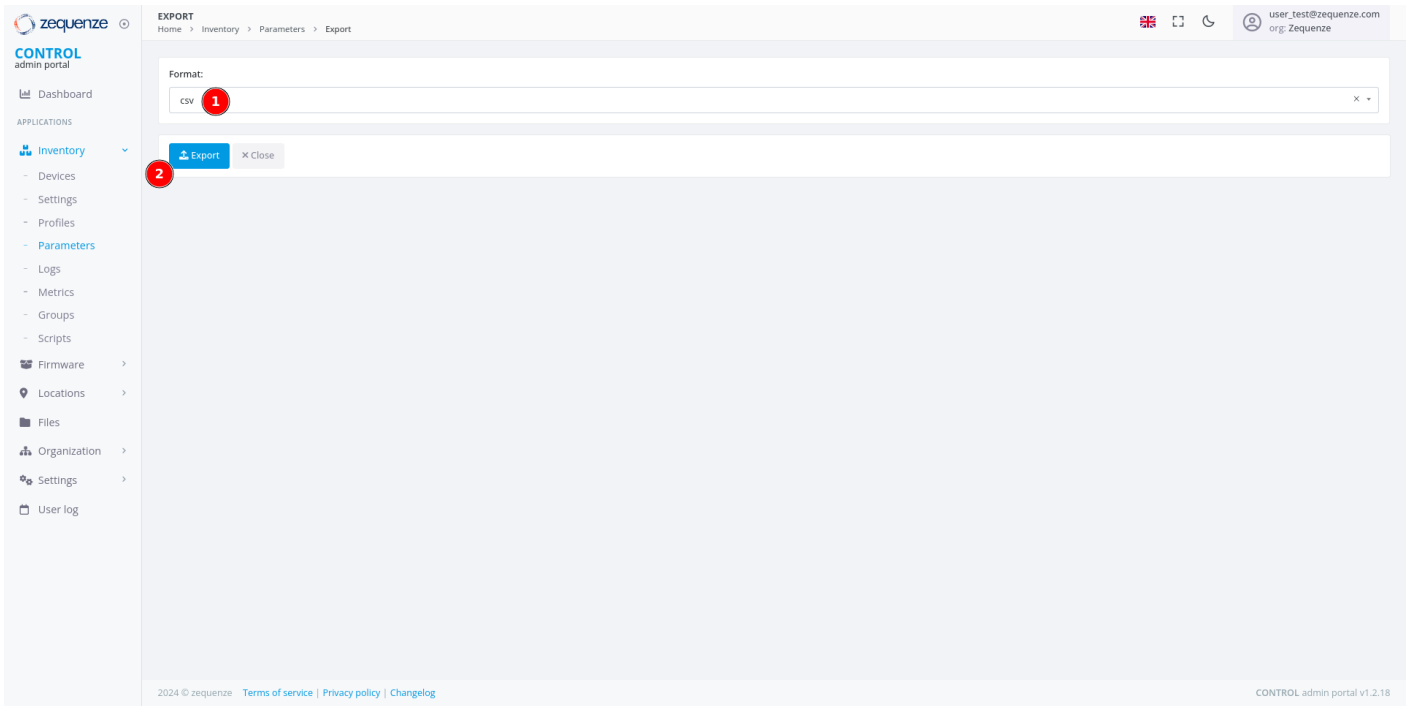 zequenze
CONTROL
admin portal
Dashboard
APPLICATIONS
Inventory
- Devices
- Settings
- Profiles
- Parameters
- Logs
- Metrics
- Groups
- Scripts
Firmware
Locations
Files
Organization
Settings
User log
EXPORT
Home > Inventory > Parameters > Export
user_test@zequenze.com
org: Zequenze
Format:
csv
1
× 
Export × Close
2
2024 © zequenze Terms of service | Privacy policy | Changelog
CONTROL admin portal v1.2.18